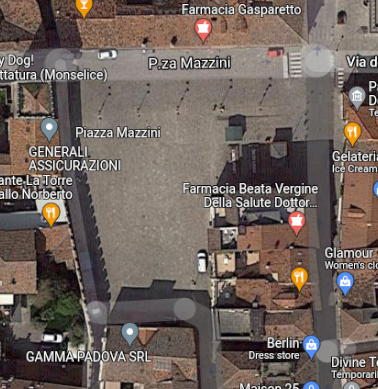 Farmacia Gasparetto
P.za Mazzini
Via d
y Dog!
ttatura (Monselice)
Piazza Mazzini
P
D
Te
GENERALI
ASSICURAZIONI
Gelateria
Ice Cream
ante La Torre
allo Norberto
Farmacia Beata Vergine
Della Salute Dottor...
Glamour
Women's clo
GAMMA PADOVA SRL
Berlin
Dress store
Divine T
Temporari
Maison 25